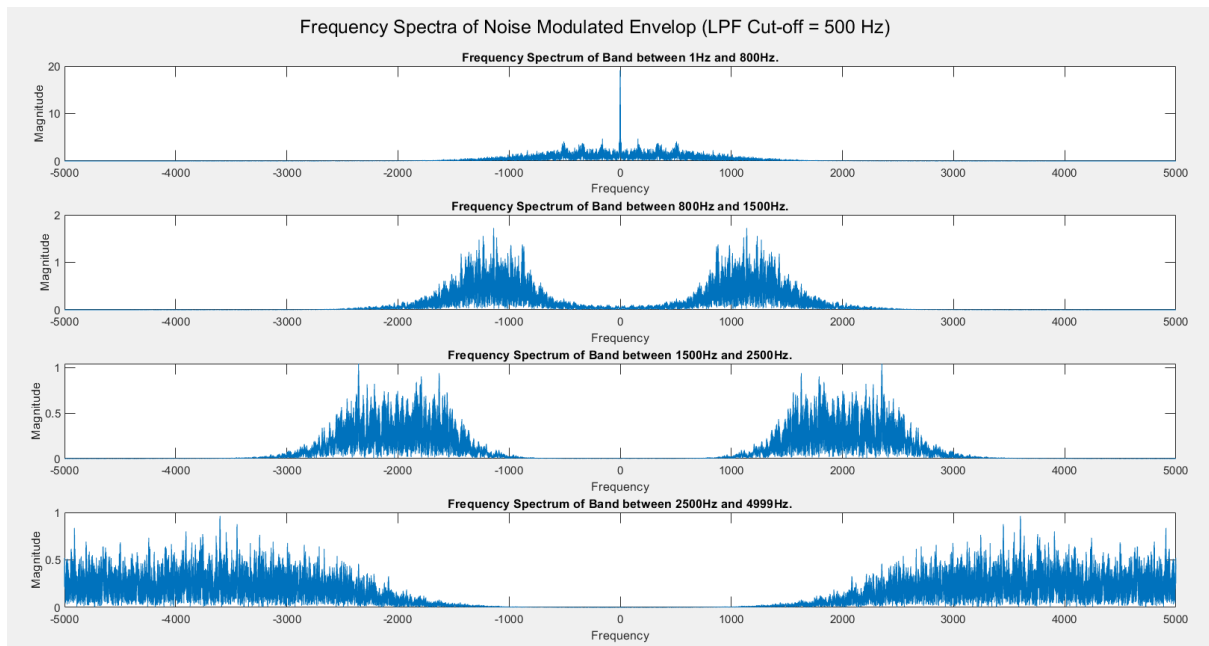 Frequency Spectra of Noise Modulated Envelop (LPF Cut-off = 500 Hz)
Frequency Spectrum of Band between 1Hz and 800Hz.
20
10
0
Magnitude
-5000 -4000 -3000 -2000 -1000 0 1000 2000 3000 4000 5000
Frequency
Frequency Spectrum of Band between 800Hz and 1500Hz.
2
1
0
Magnitude
-5000 -4000 -3000 -2000 -1000 0 1000 2000 3000 4000 5000
Frequency
Frequency Spectrum of Band between 1500Hz and 2500Hz.
1
0.5
0
Magnitude
-5000 -4000 -3000 -2000 -1000 0 1000 2000 3000 4000 5000
Frequency
Frequency Spectrum of Band between 2500Hz and 4999Hz.
1
0.5
0
Magnitude
-5000 -4000 -3000 -2000 -1000 0 1000 2000 3000 4000 5000
Frequency